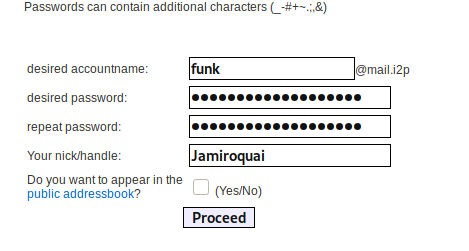 Passwords can contain additional characters (_-#+~.:;,&)
desired accountname: funk @mail.i2p
desired password: ●●●●●●●●●●●●●●●●●●●
repeat password: ●●●●●●●●●●●●●●●●●●●
Your nick/handle: Jamiroquai
Do you want to appear in the
public addressbook? (Yes/No)
Proceed